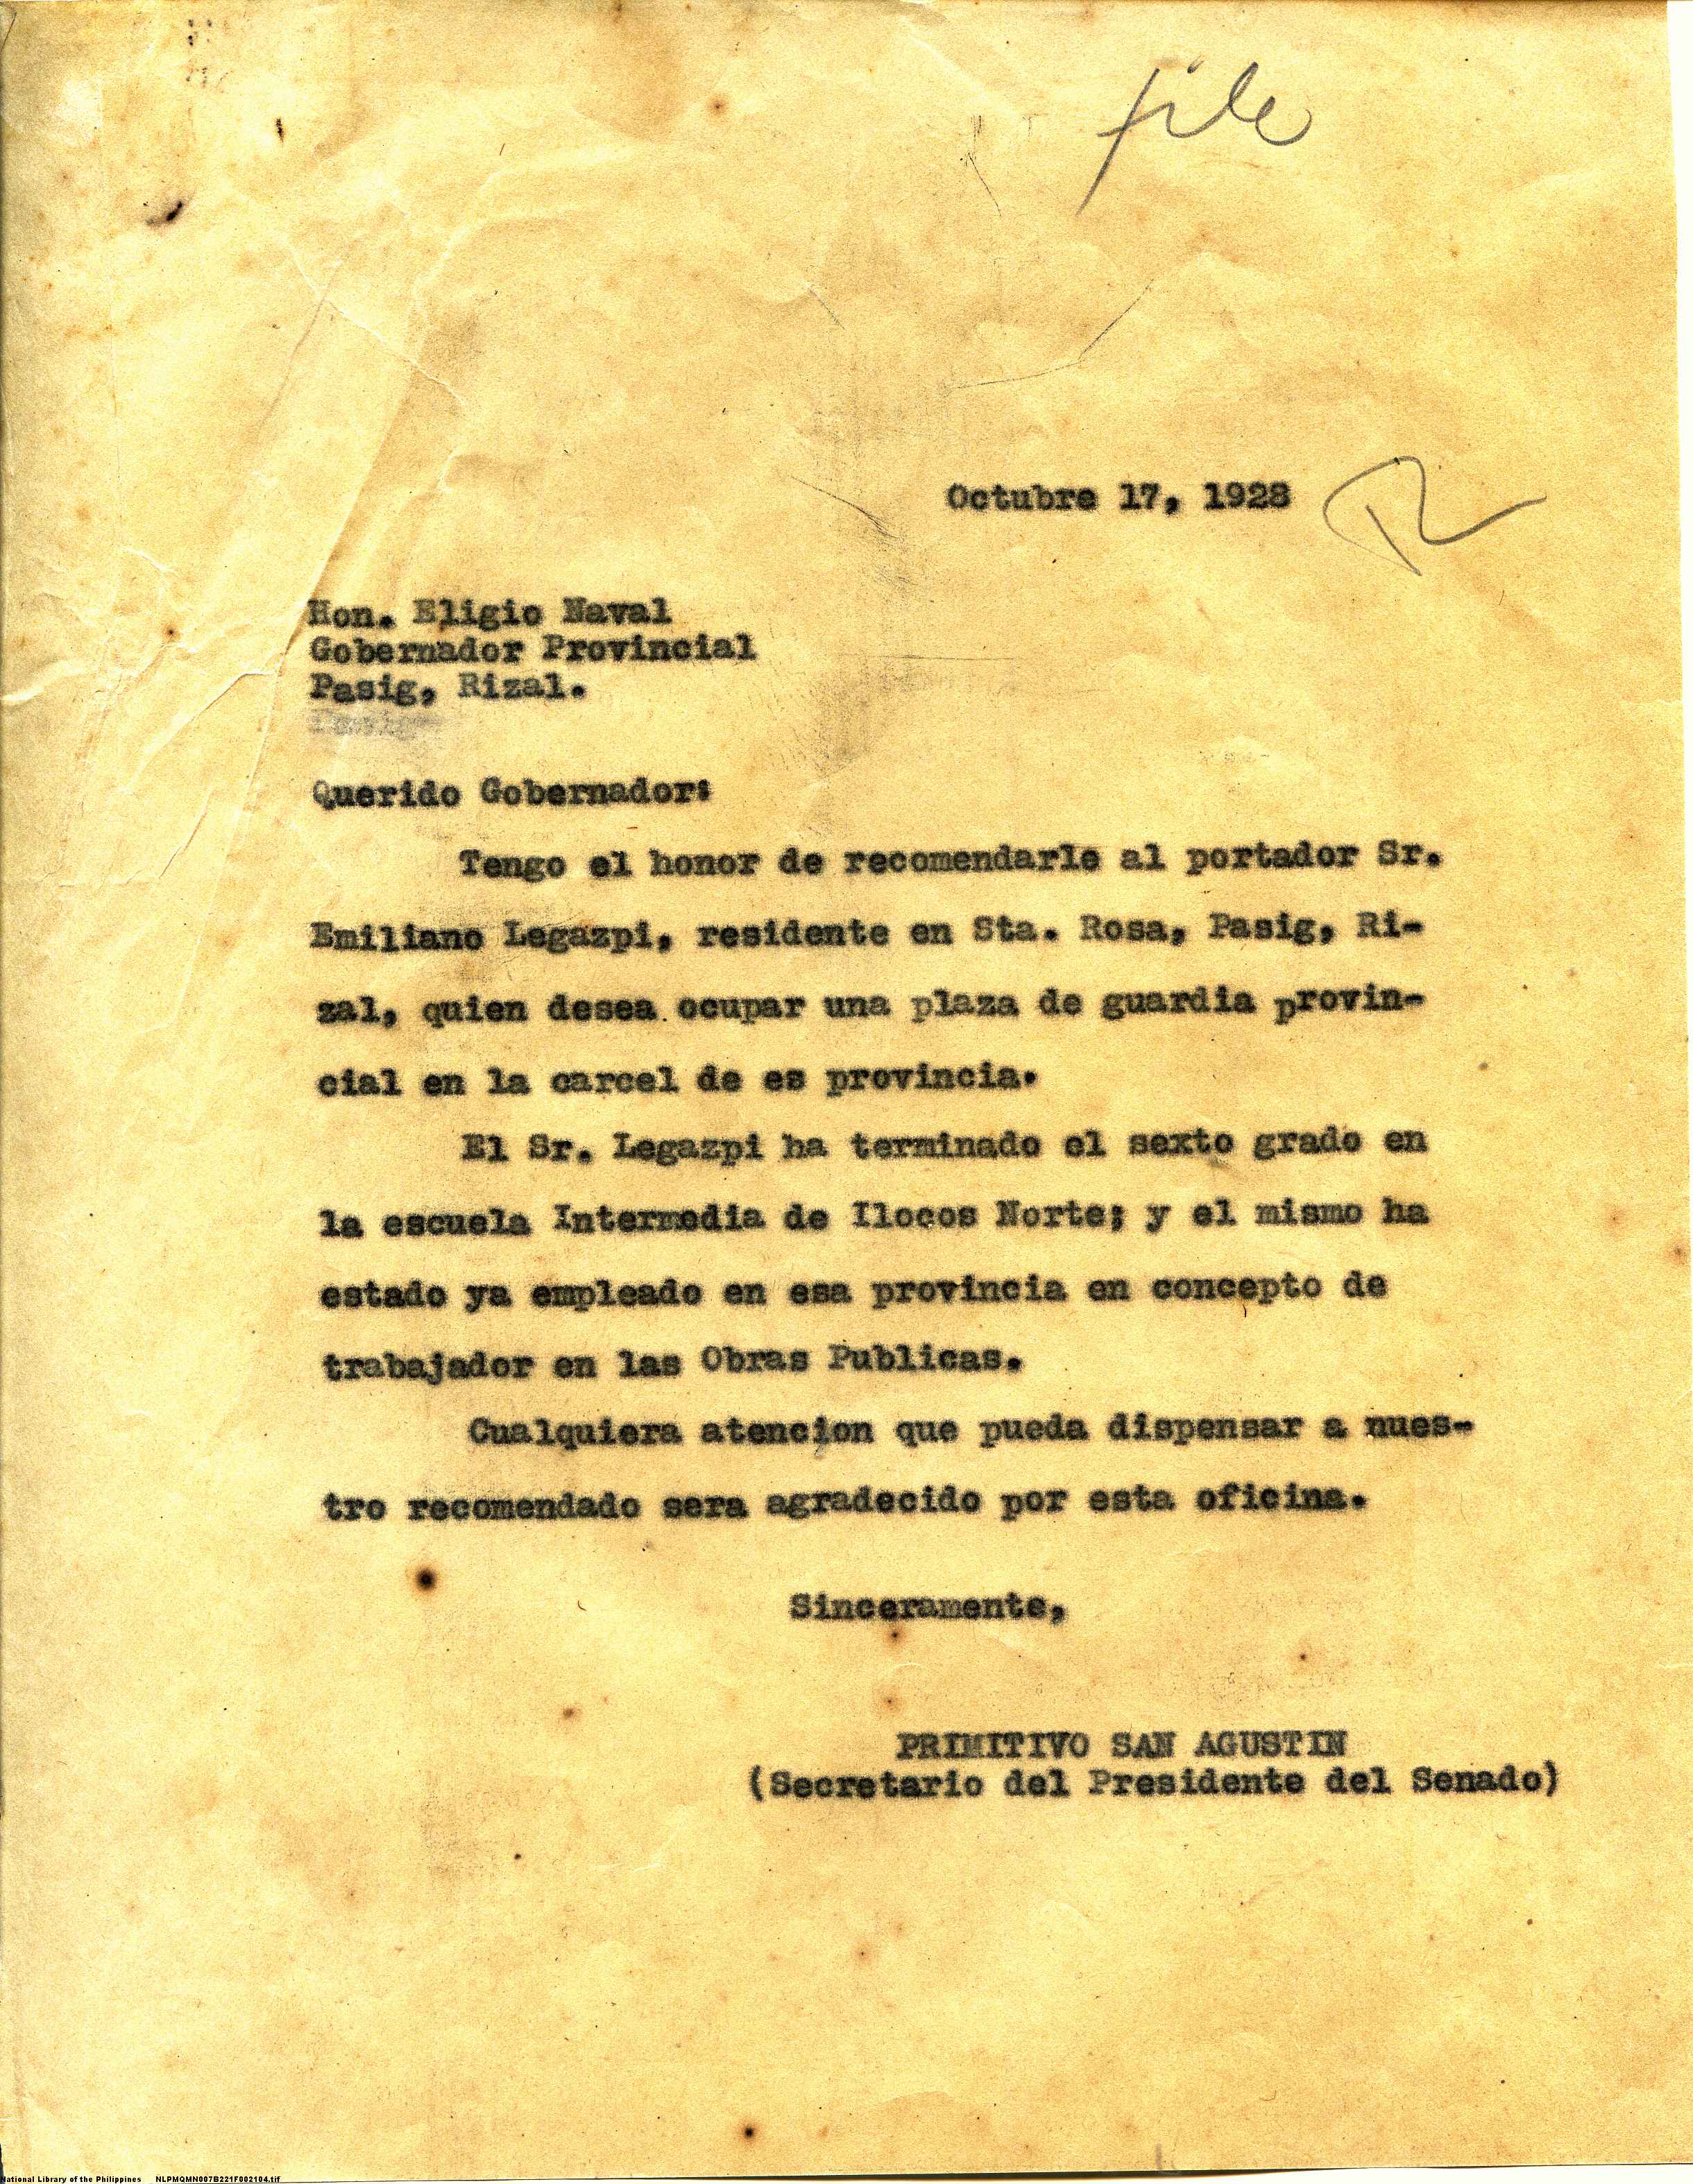 file
Octubre 17, 1928
R
Hon. Eligio Naval
Gobernador Provincial
Pasig, Rizal.
Querido Gobernador:
Tengo el honor de recomendarle al portador Sr.
Emiliano Legazpi, residente en Sta. Rosa, Pasig, Ri-
zal, quien desea ocupar una plaza de guardia provin-
cial en la carcel de es provincia.
El Sr. Legazpi ha terminado el sexto grado en
la escuela Intermedia de Ilocos Norte; y el mismo ha
estado ya empleado en esa provincia en concepto de
trabajador en las Obras Publicas.
Cualquiera atencion que pueda dispensar a nues-
tro recomendado sera agradecido por esta oficina.
Sinceramente,
PRIMITIVO SAN AGUSTIN
(Secretario del Presidente del Senado)
National Library of the Philippines NLPMQMN007B221F002104.tif